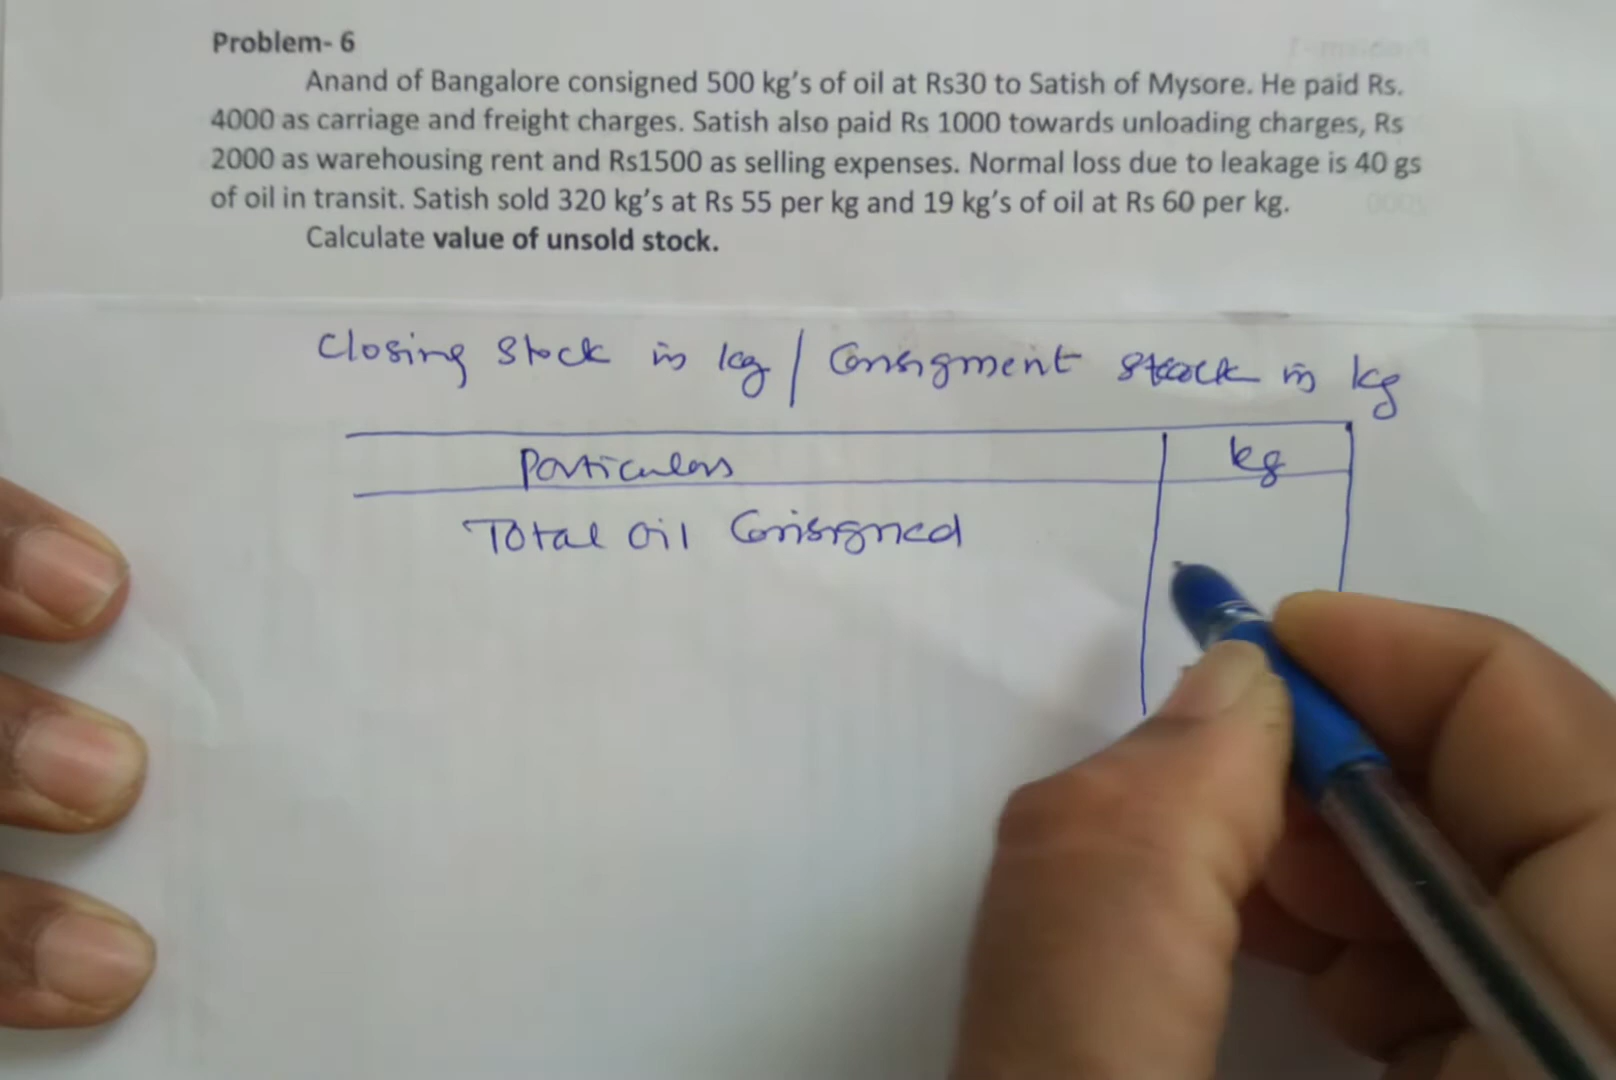 Problem- 6
Anand of Bangalore consigned 500 kg's of oil at Rs30 to Satish of Mysore. He paid Rs.
4000 as carriage and freight charges. Satish also paid Rs 1000 towards unloading charges, Rs
2000 as warehousing rent and Rs1500 as selling expenses. Normal loss due to leakage is 40 gs
of oil in transit. Satish sold 320 kg's at Rs 55 per kg and 19 kg's of oil at Rs 60 per kg.
Calculate value of unsold stock.
Closing Stock in kg / Consigment stock in kg
Particulars kg
Total oil Consigned